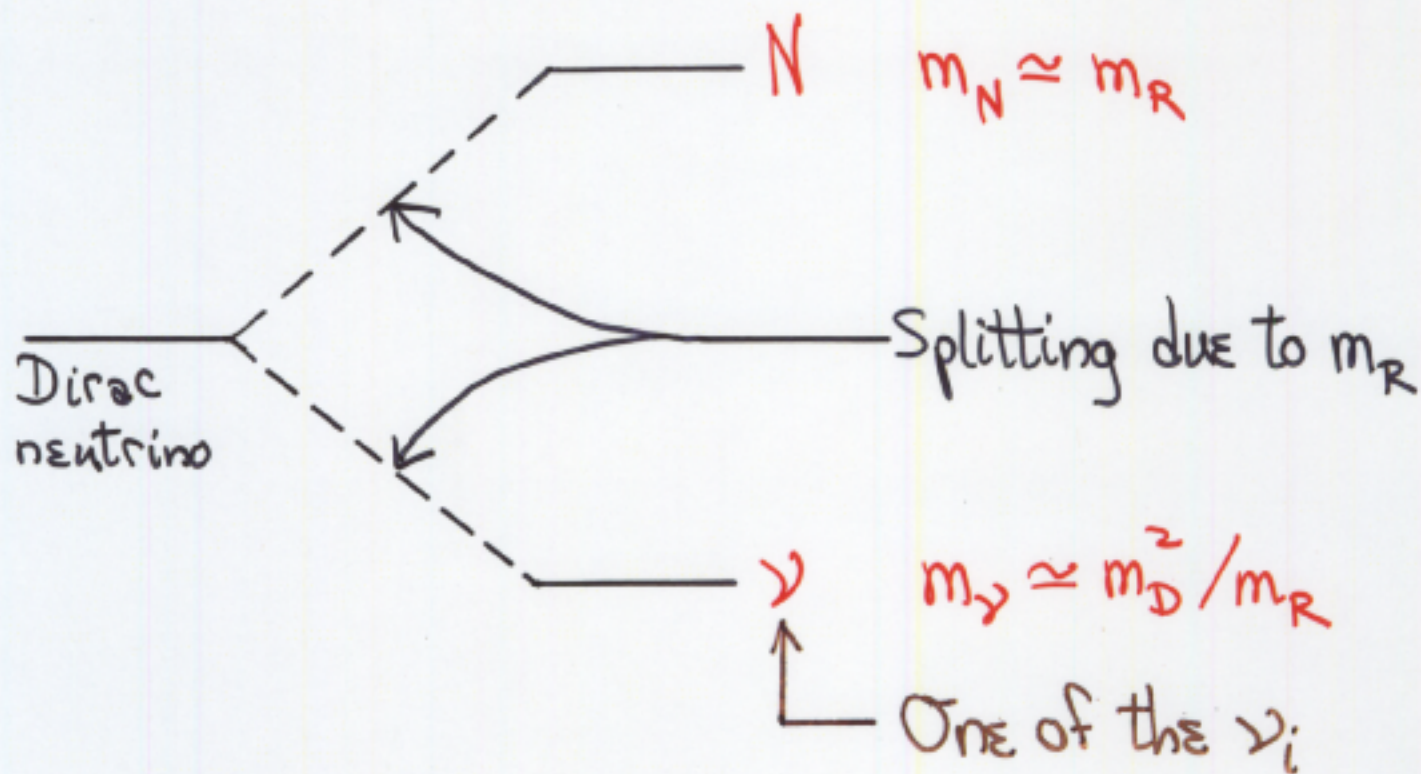 N m_N ≃ m_R
Splitting due to m_R
Dirac
neutrino
ν m_ν ≃ m_D^2/m_R
One of the ν_i